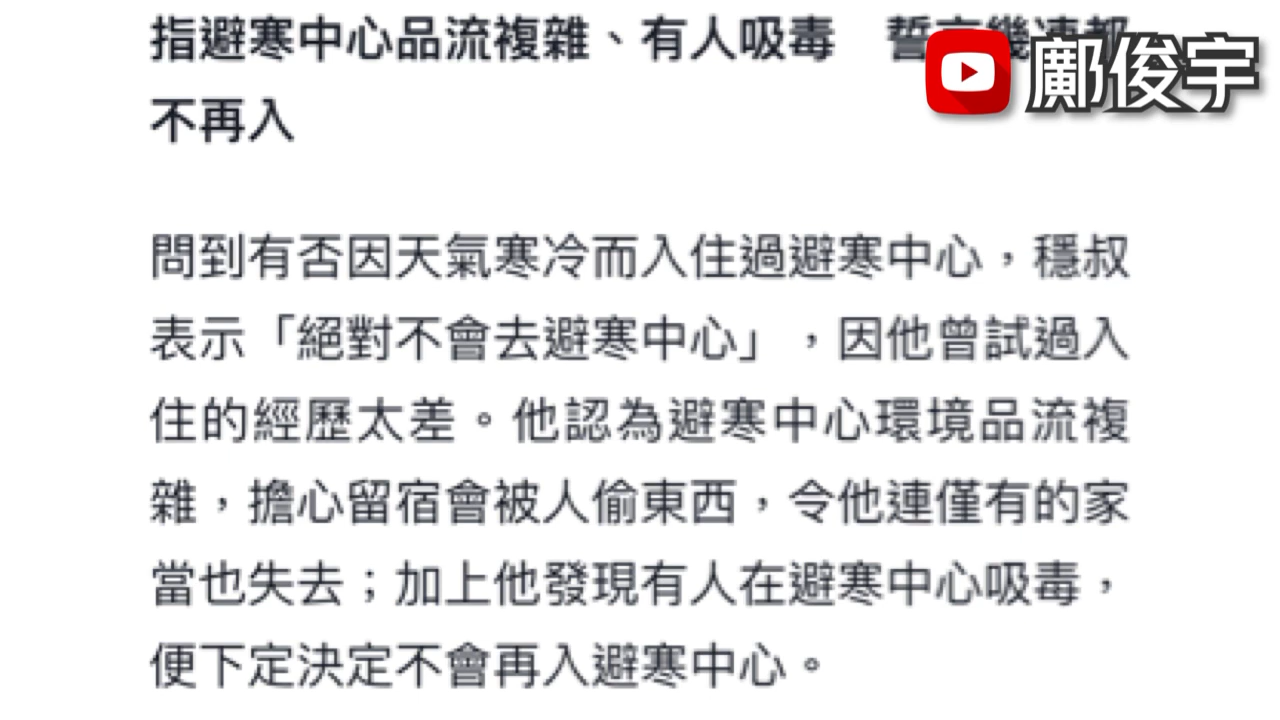 指避寒中心品流複雜、有人吸毒　誓言幾凍都
不再入
鄺俊宇
問到有否因天氣寒冷而入住過避寒中心，穩叔
表示「絕對不會去避寒中心」，因他曾試過入
住的經歷太差。他認為避寒中心環境品流複
雜，擔心留宿會被人偷東西，令他連僅有的家
當也失去；加上他發現有人在避寒中心吸毒，
便下定決定不會再入避寒中心。